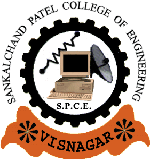 SANKALCHAND PATEL COLLEGE OF ENGINEERING
S.P.C.E.
VISNAGAR